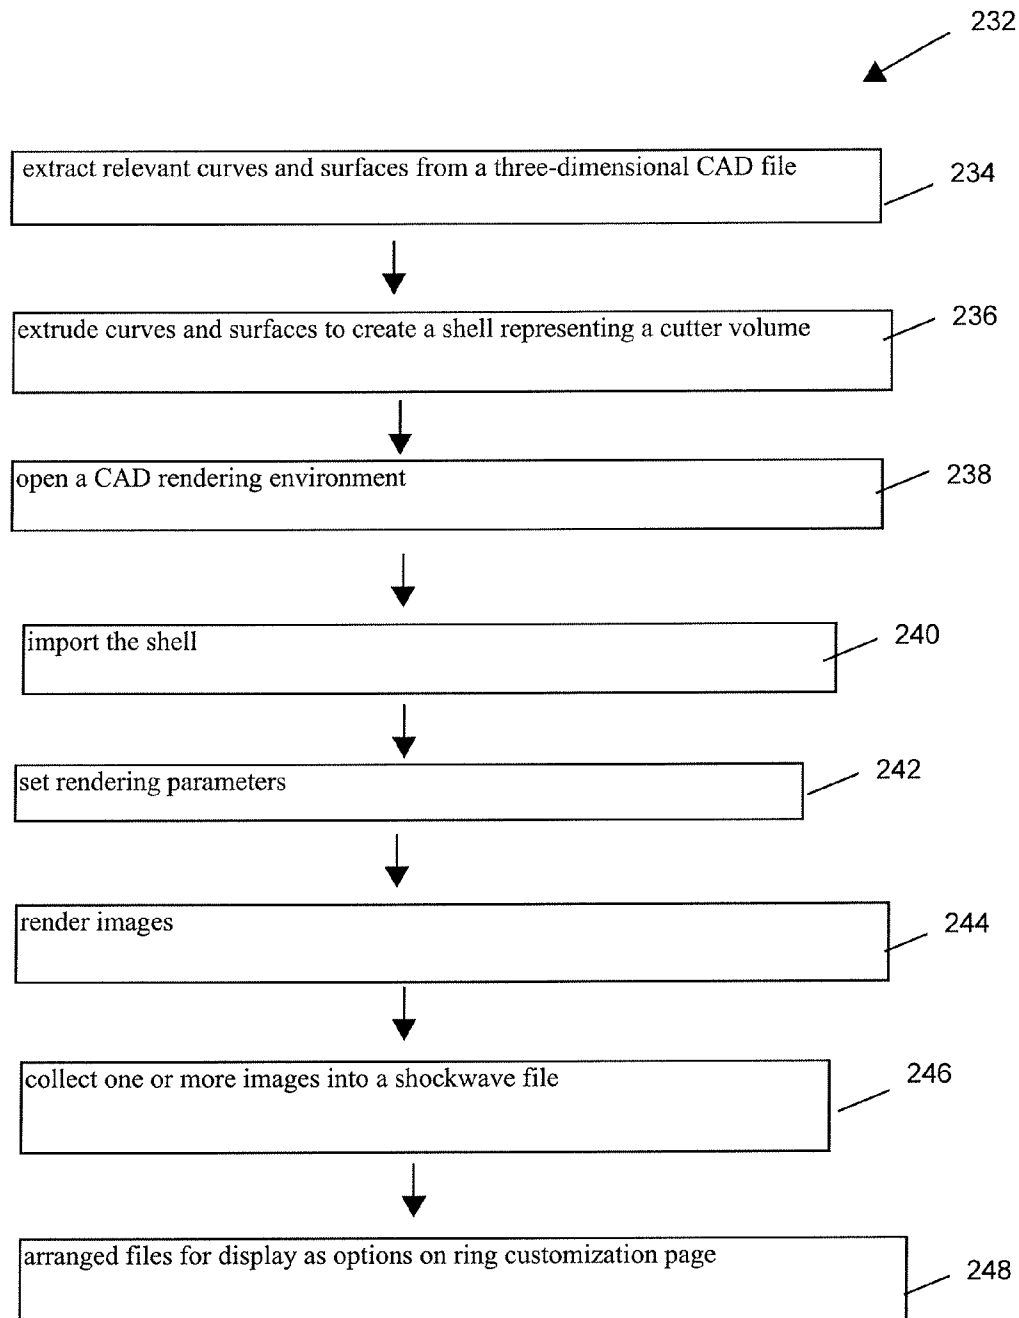 232
extract relevant curves and surfaces from a three-dimensional CAD file
234
extrude curves and surfaces to create a shell representing a cutter volume
236
open a CAD rendering environment
238
import the shell
240
set rendering parameters
242
render images
244
collect one or more images into a shockwave file
246
arranged files for display as options on ring customization page
248